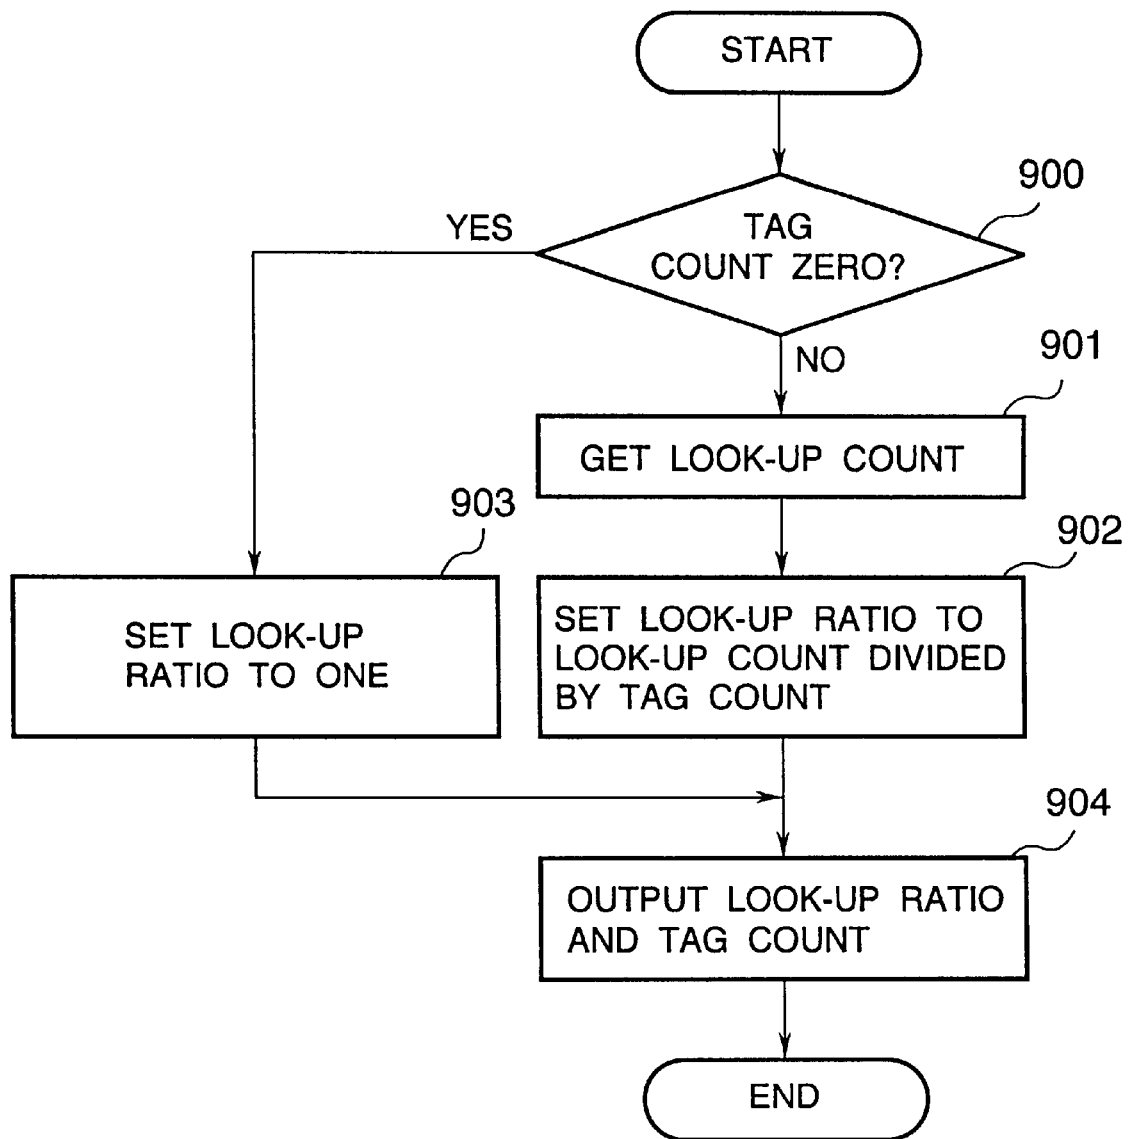 START
900
YES
TAG
COUNT ZERO?
NO
901
GET LOOK-UP COUNT
903
902
SET LOOK-UP
RATIO TO ONE
SET LOOK-UP RATIO TO
LOOK-UP COUNT DIVIDED
BY TAG COUNT
904
OUTPUT LOOK-UP RATIO
AND TAG COUNT
END